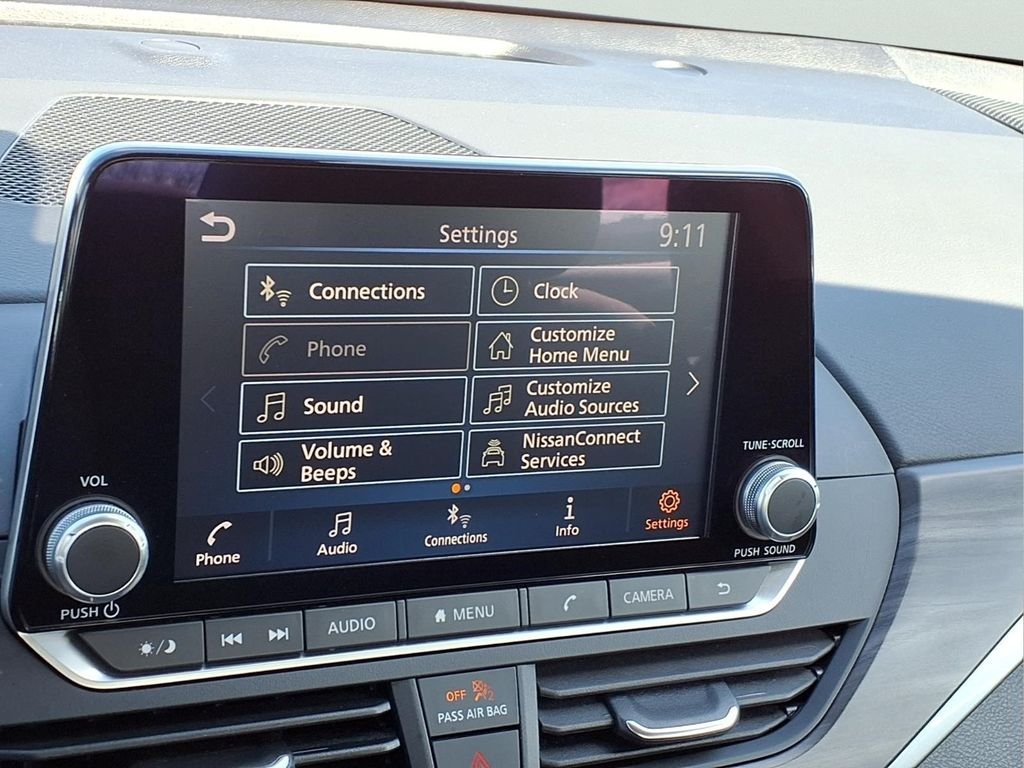 Settings
9:11
Connections
Clock
Phone
Customize
Home Menu
Sound
Customize
Audio Sources
Volume &
Beeps
NissanConnect
Services
Phone
Audio
Connections
Info
Settings
VOL
PUSH
TUNE·SCROLL
PUSH SOUND
AUDIO
MENU
CAMERA
OFF
PASS AIR BAG